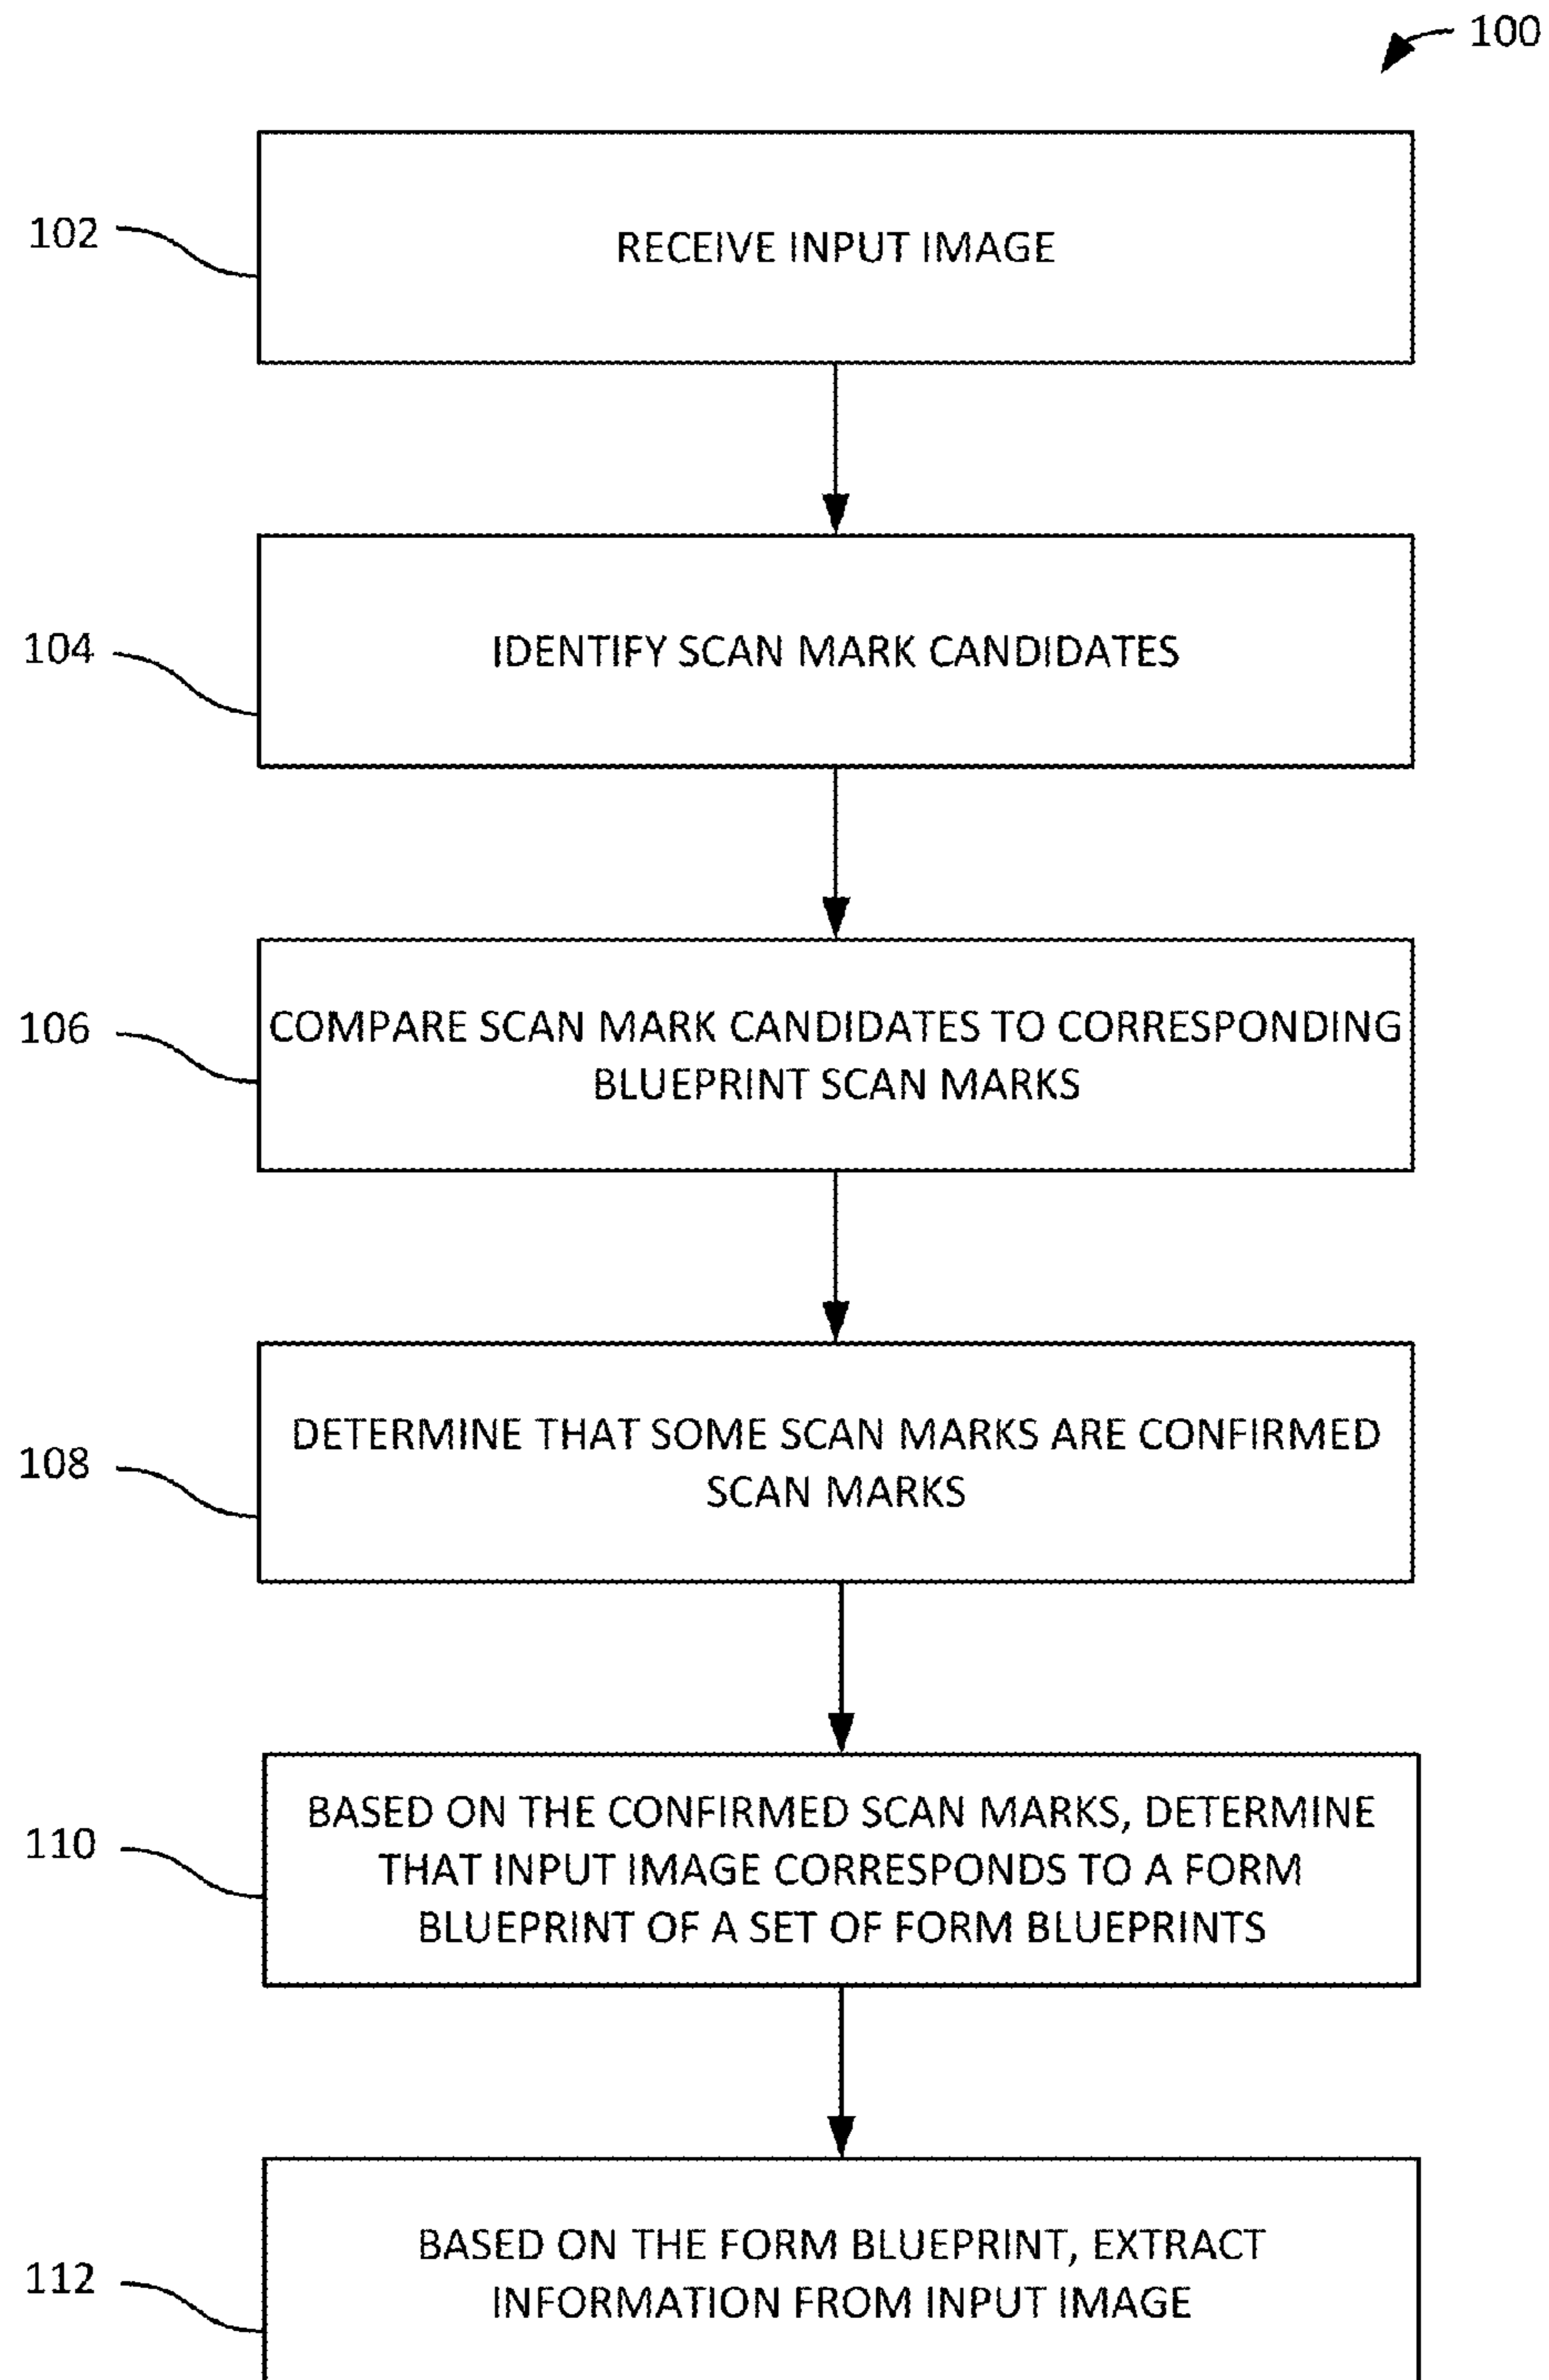 100
102
RECEIVE INPUT IMAGE
104
IDENTIFY SCAN MARK CANDIDATES
106
COMPARE SCAN MARK CANDIDATES TO CORRESPONDING
BLUEPRINT SCAN MARKS
108
DETERMINE THAT SOME SCAN MARKS ARE CONFIRMED
SCAN MARKS
110
BASED ON THE CONFIRMED SCAN MARKS, DETERMINE
THAT INPUT IMAGE CORRESPONDS TO A FORM
BLUEPRINT OF A SET OF FORM BLUEPRINTS
112
BASED ON THE FORM BLUEPRINT, EXTRACT
INFORMATION FROM INPUT IMAGE